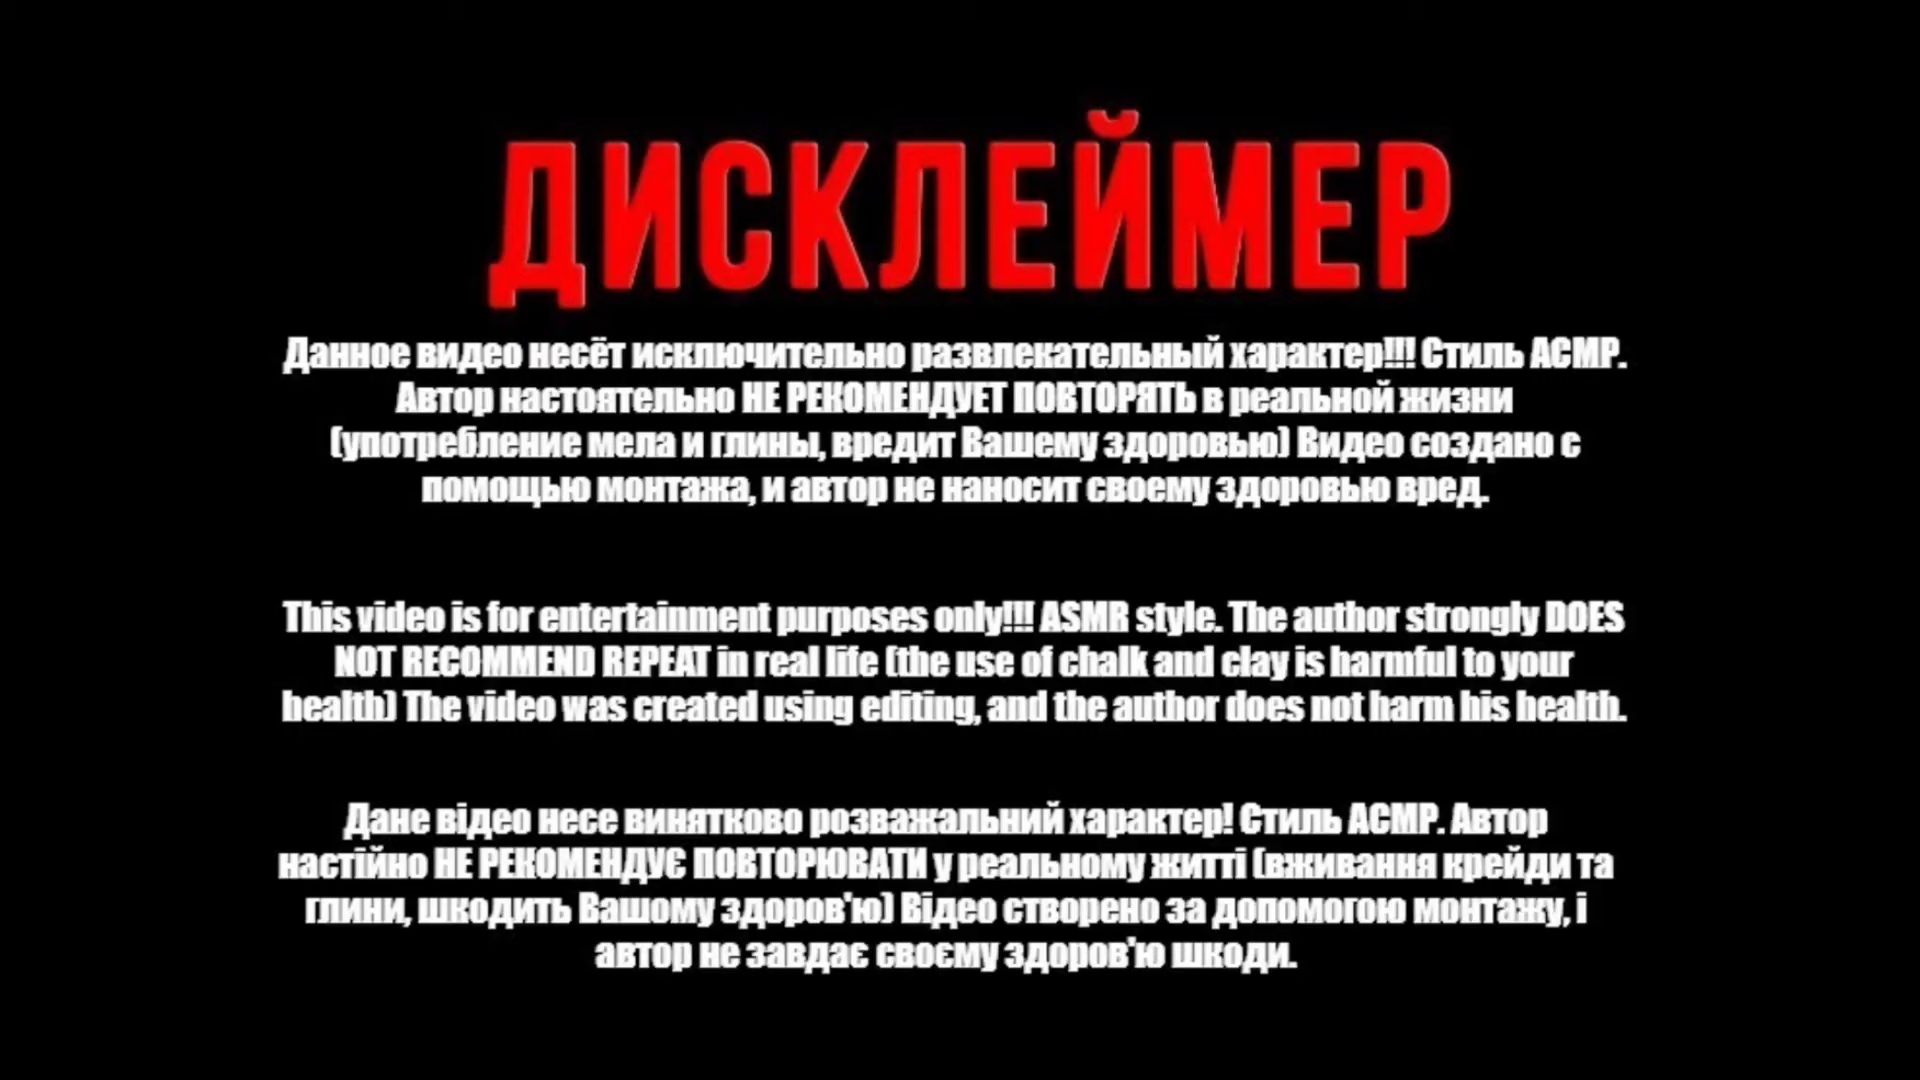 ДИСКЛЕЙМЕР
Данное видео несёт исключительно развлекательный характер!!! Стиль АСМР.
Автор настоятельно НЕ РЕКОМЕНДУЕТ ПОВТОРЯТЬ в реальной жизни
(употребление мела и глины, вредит Вашему здоровью) Видео создано с
помощью монтажа, и автор не наносит своему здоровью вред.
This video is for entertainment purposes only!!! ASMR style. The author strongly DOES
NOT RECOMMEND REPEAT in real life (the use of chalk and clay is harmful to your
health) The video was created using editing, and the author does not harm his health.
Дане відео несе винятково розважальний характер! Стиль АСМР. Автор
настійно НЕ РЕКОМЕНДУЄ ПОВТОРЮВАТИ у реальному житті (вживання крейди та
глини, шкодить Вашому здоров'ю) Відео створено за допомогою монтажу, і
автор не завдає своєму здоров'ю шкоди.